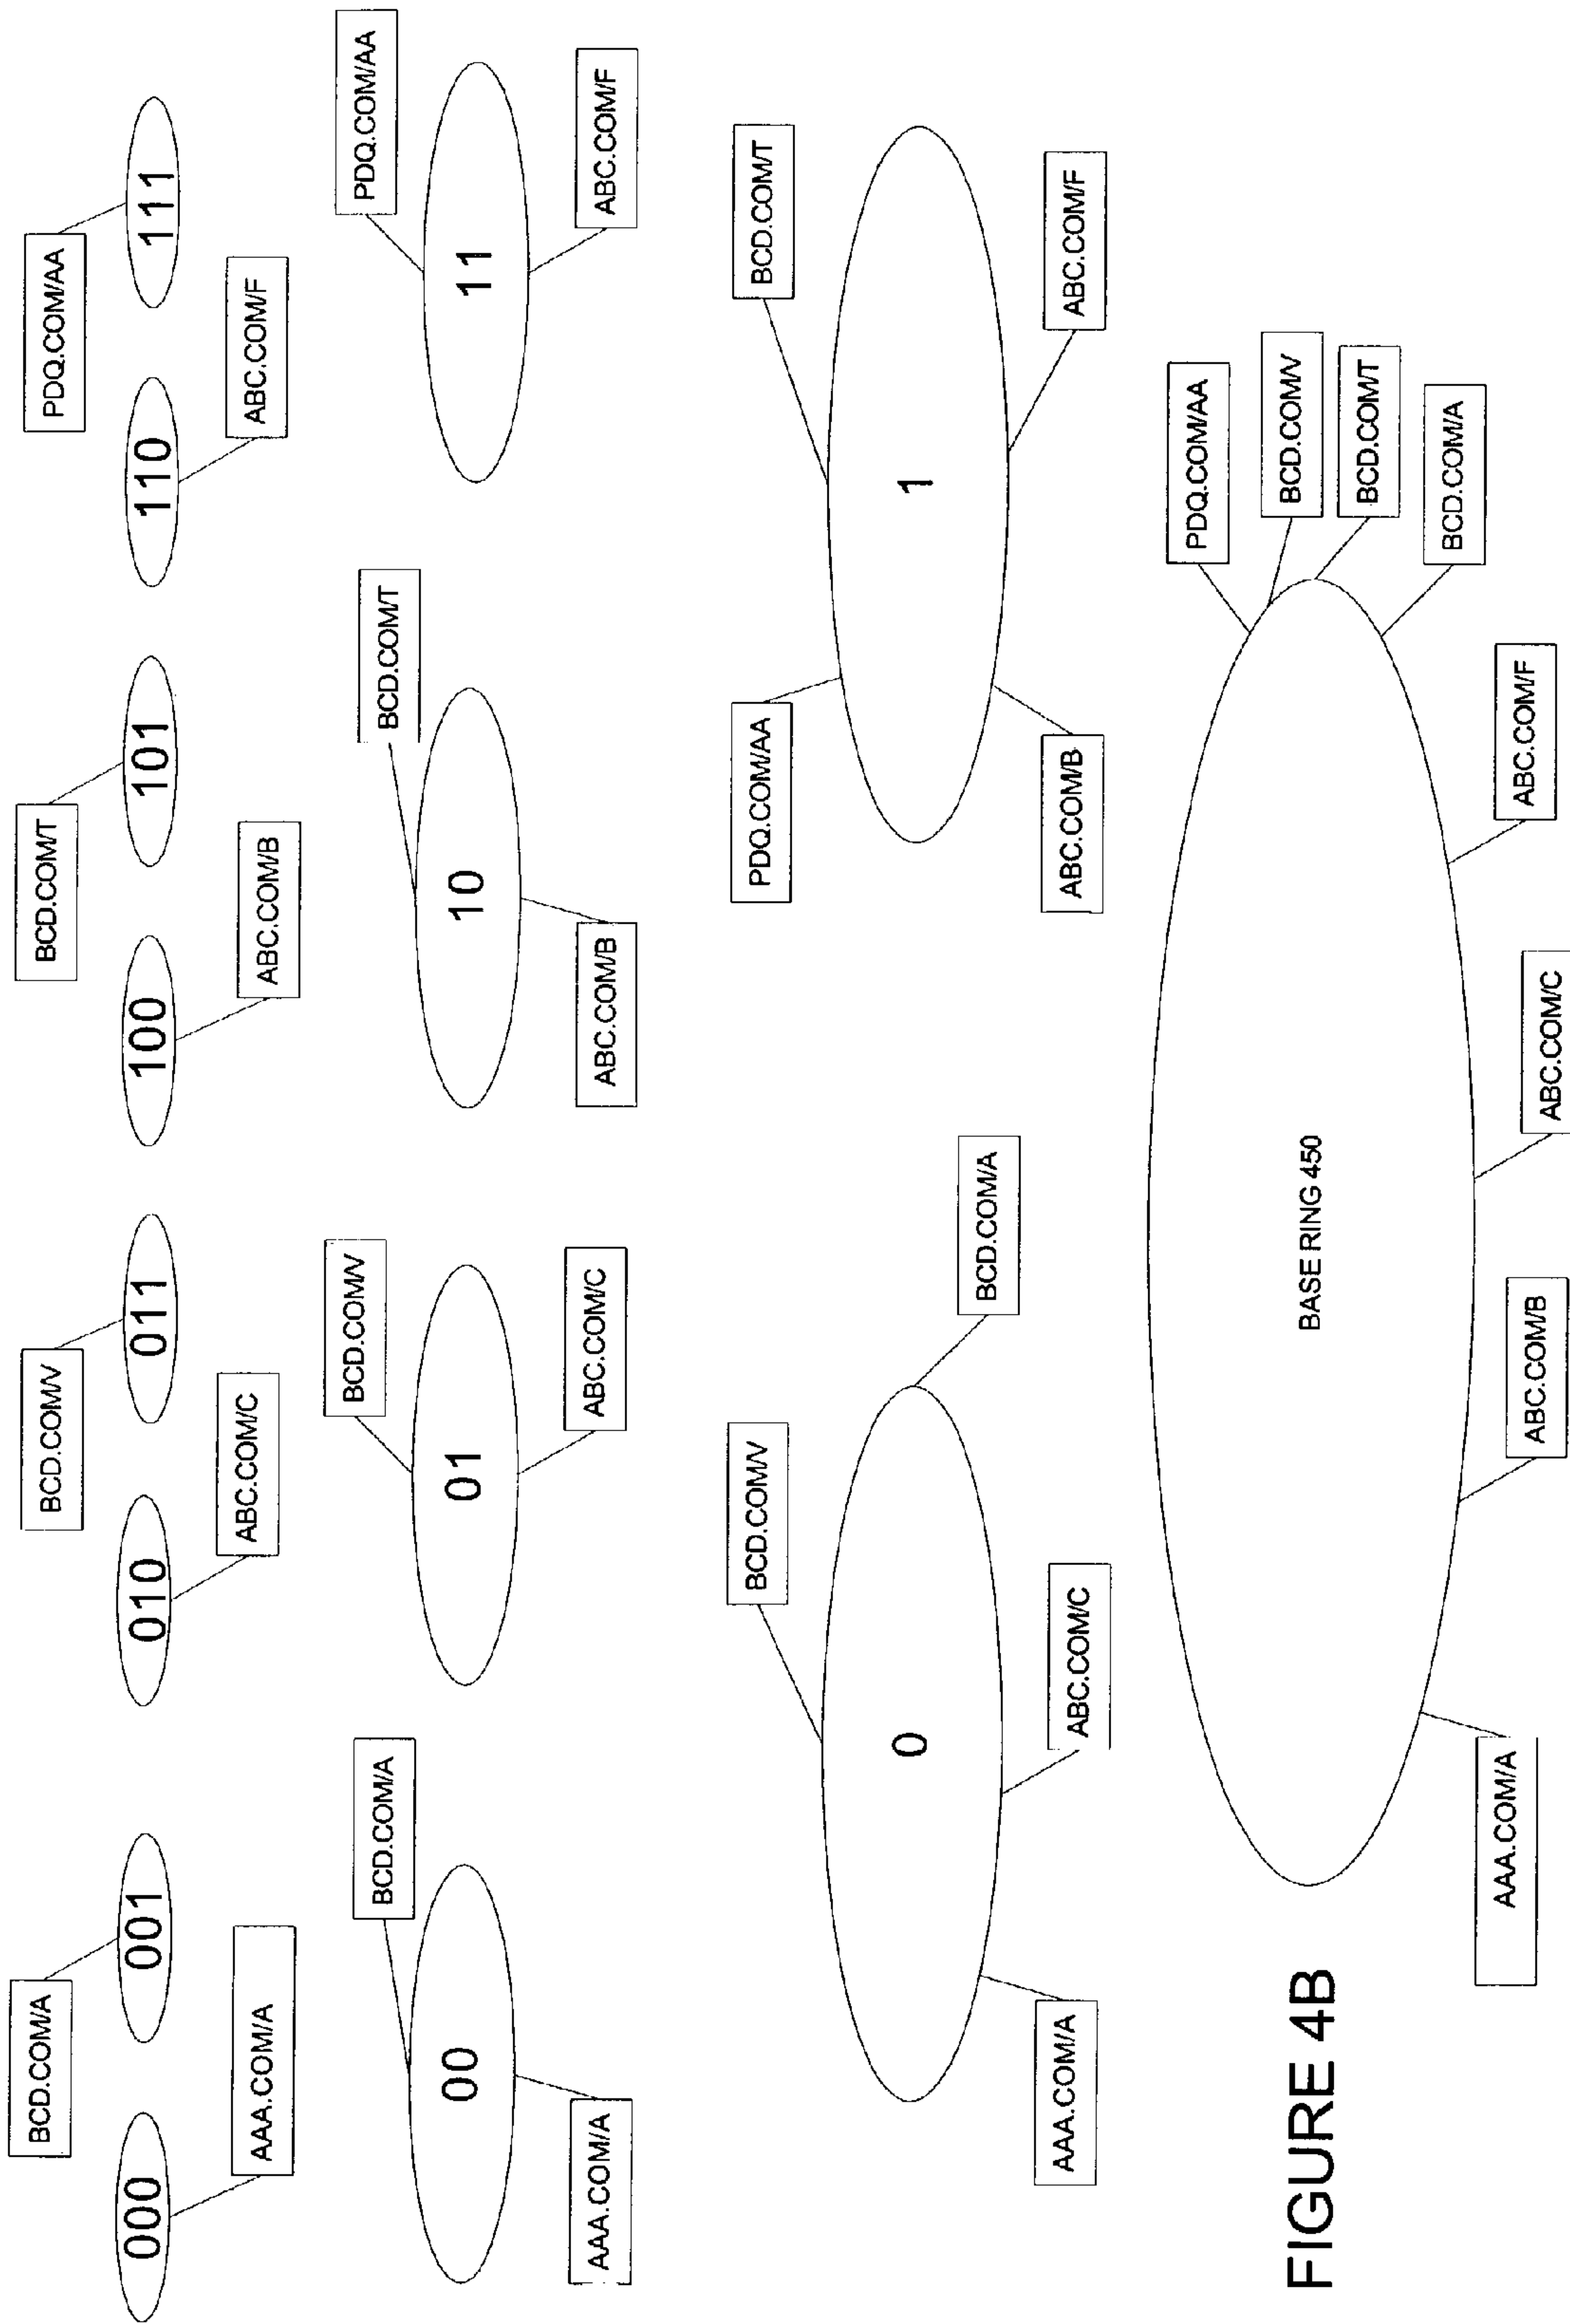 BCD.COM/A
BCD.COM/V
BCD.COM/T
PDQ.COM/AA
000
001
010
011
100
101
110
111
AAA.COM/A
ABC.COM/C
ABC.COM/B
ABC.COM/F
BCD.COM/A
BCD.COM/V
BCD.COM/T
PDQ.COM/AA
00
01
10
11
AAA.COM/A
ABC.COM/C
ABC.COM/B
ABC.COM/F
BCD.COM/V
PDQ.COM/AA
BCD.COM/T
0
BCD.COM/A
1
AAA.COM/A
ABC.COM/C
ABC.COM/B
ABC.COM/F
PDQ.COM/AA
BCD.COM/V
BASE RING 450
BCD.COM/T
BCD.COM/A
AAA.COM/A
ABC.COM/B
ABC.COM/C
ABC.COM/F
FIGURE 4B